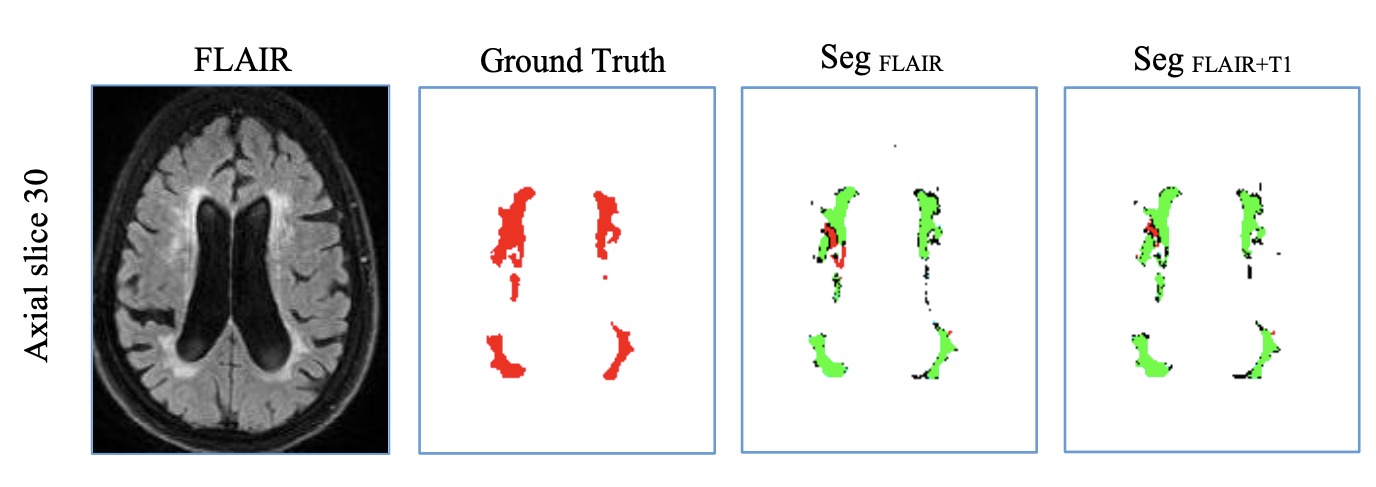 FLAIR
Ground Truth
Seg FLAIR
Seg FLAIR+T1
Axial slice 30